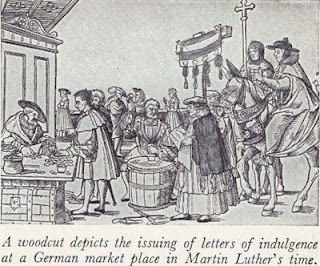 A woodcut depicts the issuing of letters of indulgence
at a German market place in Martin Luther's time.